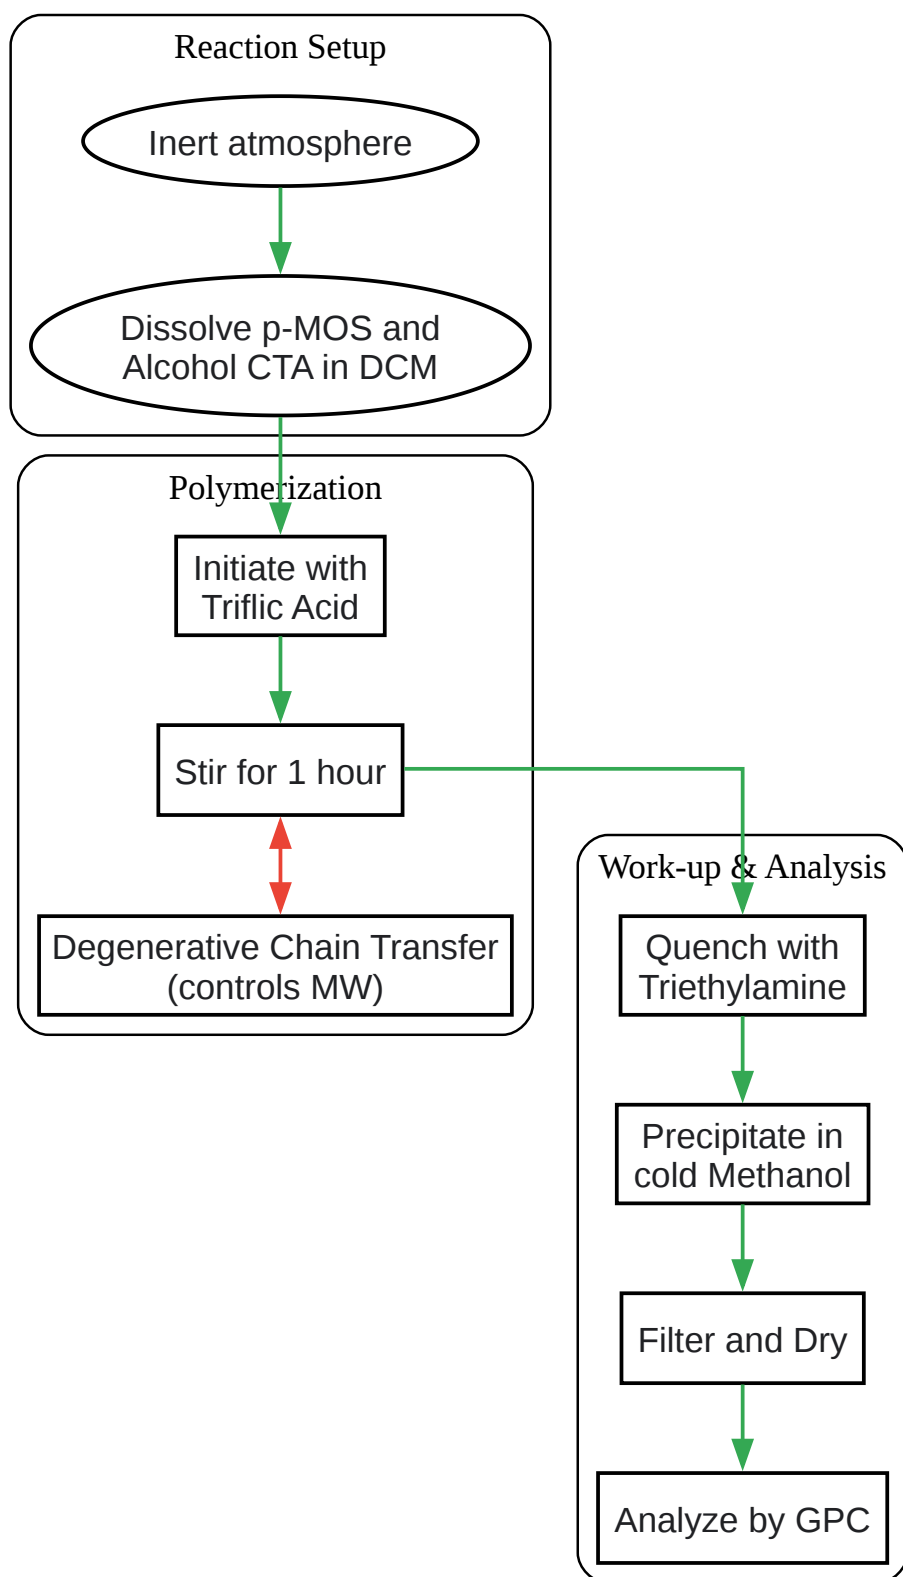 Reaction Setup
Inert atmosphere
Dissolve p-MOS and
Alcohol CTA in DCM
Polymerization
Initiate with
Triflic Acid
Stir for 1 hour
Degenerative Chain Transfer
(controls MW)
Work-up & Analysis
Quench with
Triethylamine
Precipitate in
cold Methanol
Filter and Dry
Analyze by GPC